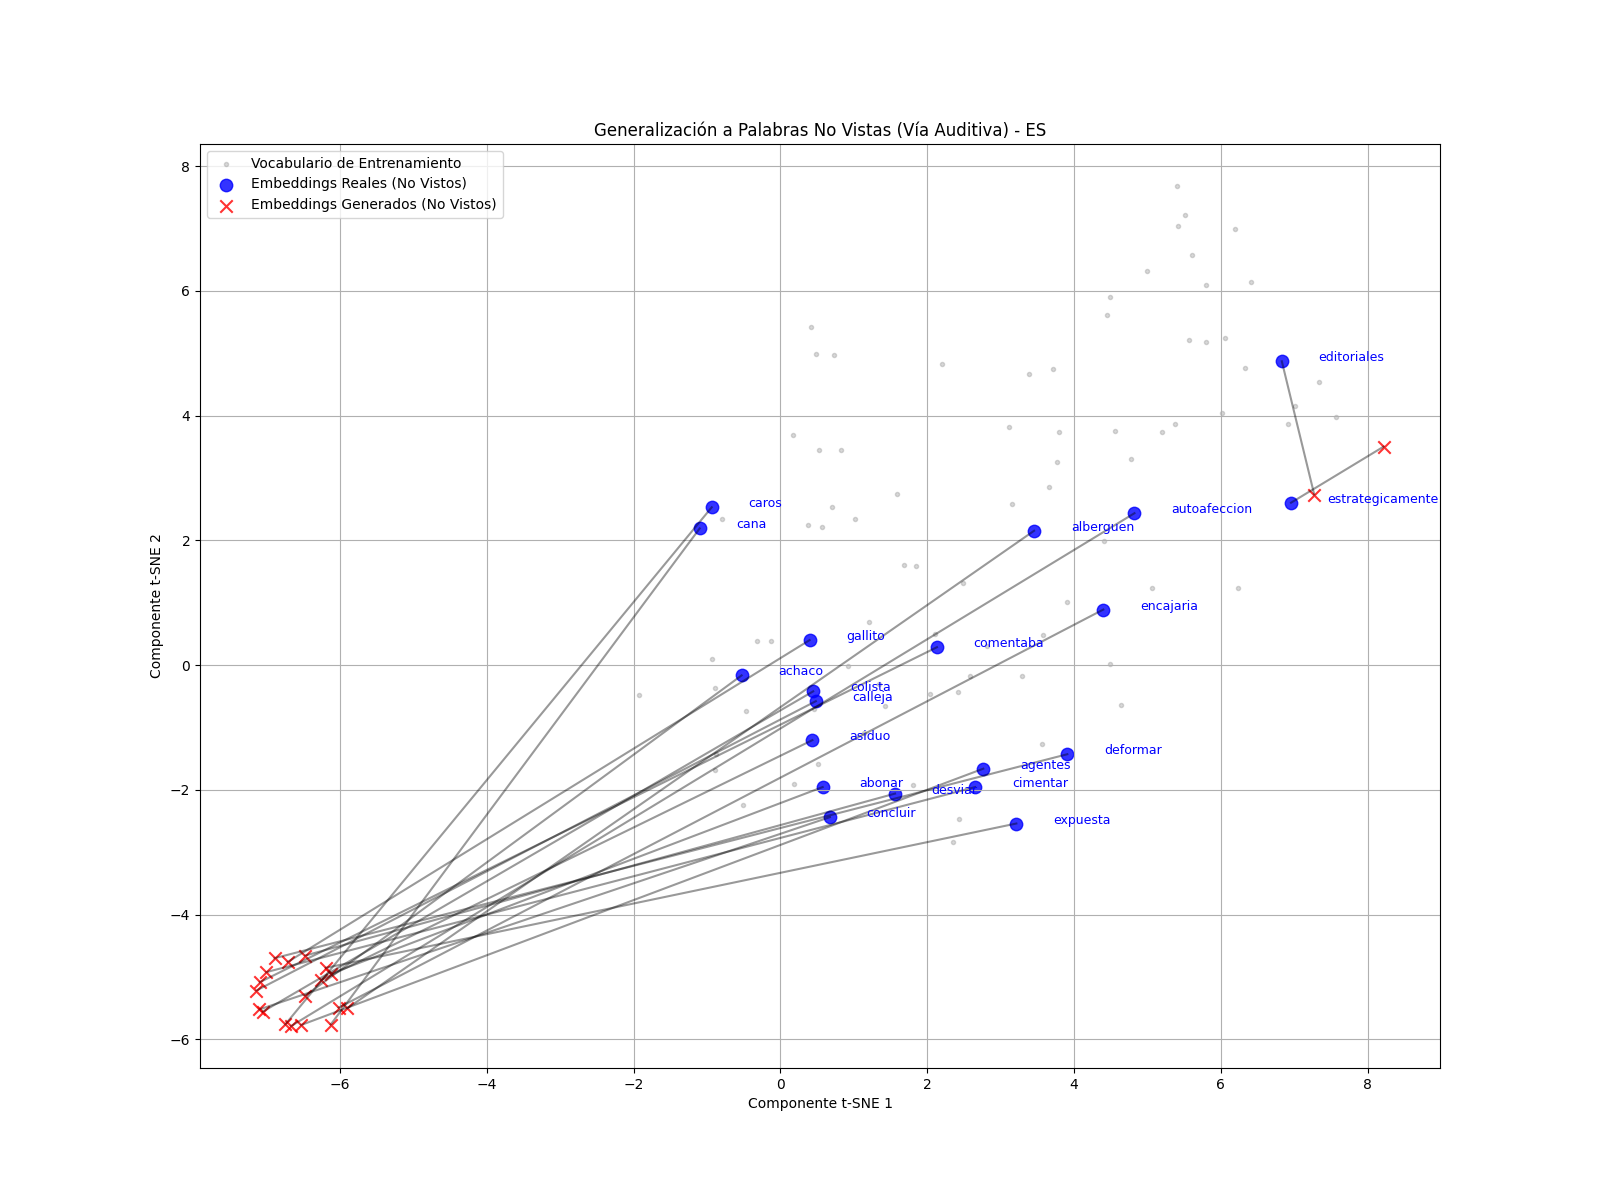 Generalización a Palabras No Vistas (Vía Auditiva) - ES
Vocabulario de Entrenamiento
Embeddings Reales (No Vistos)
Embeddings Generados (No Vistos)
Componente t-SNE 2
8
6
4
2
0
−2
−4
−6
editoriales
estrategicamente
caros
autoafeccion
cana
alberguen
encajaria
gallito
comentaba
achaco
colista
calleja
asiduo
deformar
agentes
abonar
cimentar
desviar
concluir
expuesta
−6
−4
−2
0
2
4
6
8
Componente t-SNE 1